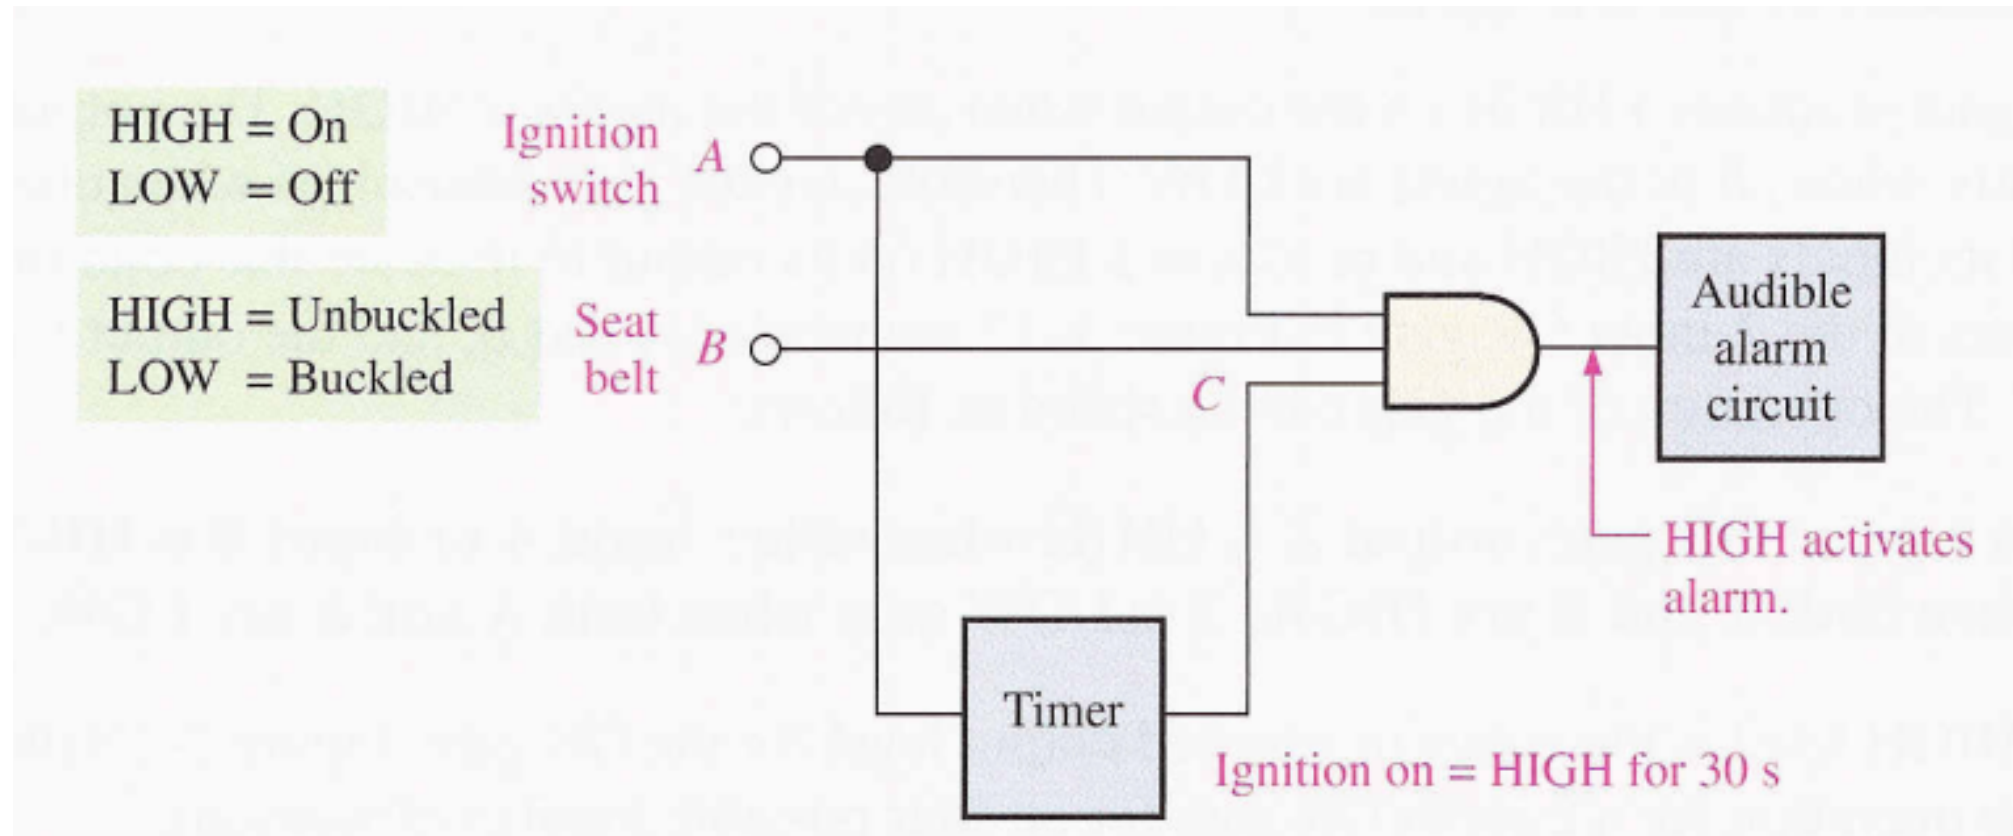 HIGH = On
LOW = Off
Ignition
switch
A
HIGH = Unbuckled
LOW = Buckled
Seat
belt
B
C
Audible
alarm
circuit
HIGH activates
alarm.
Timer
Ignition on = HIGH for 30 s